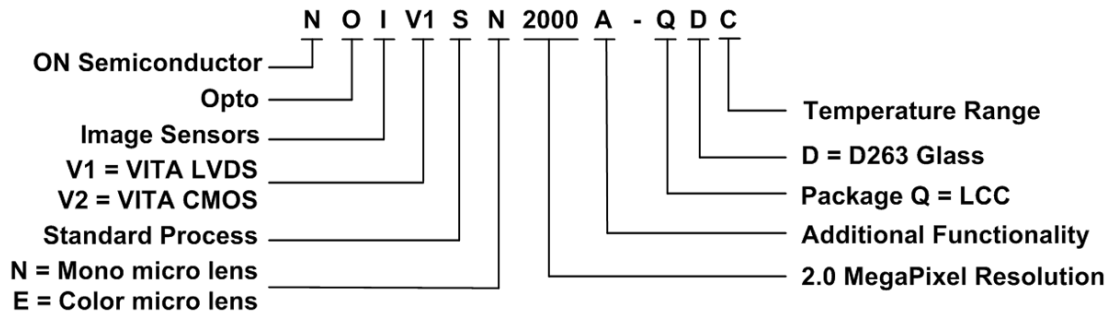 N O I V1 S N 2000 A - Q D C
ON Semiconductor
Opto
Image Sensors
V1 = VITA LVDS
V2 = VITA CMOS
Standard Process
N = Mono micro lens
E = Color micro lens
Temperature Range
D = D263 Glass
Package Q = LCC
Additional Functionality
2.0 MegaPixel Resolution